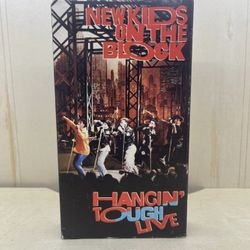 NEW KIDS
ON THE
BLOCK
HANGIN'
TOUGH
LIVE